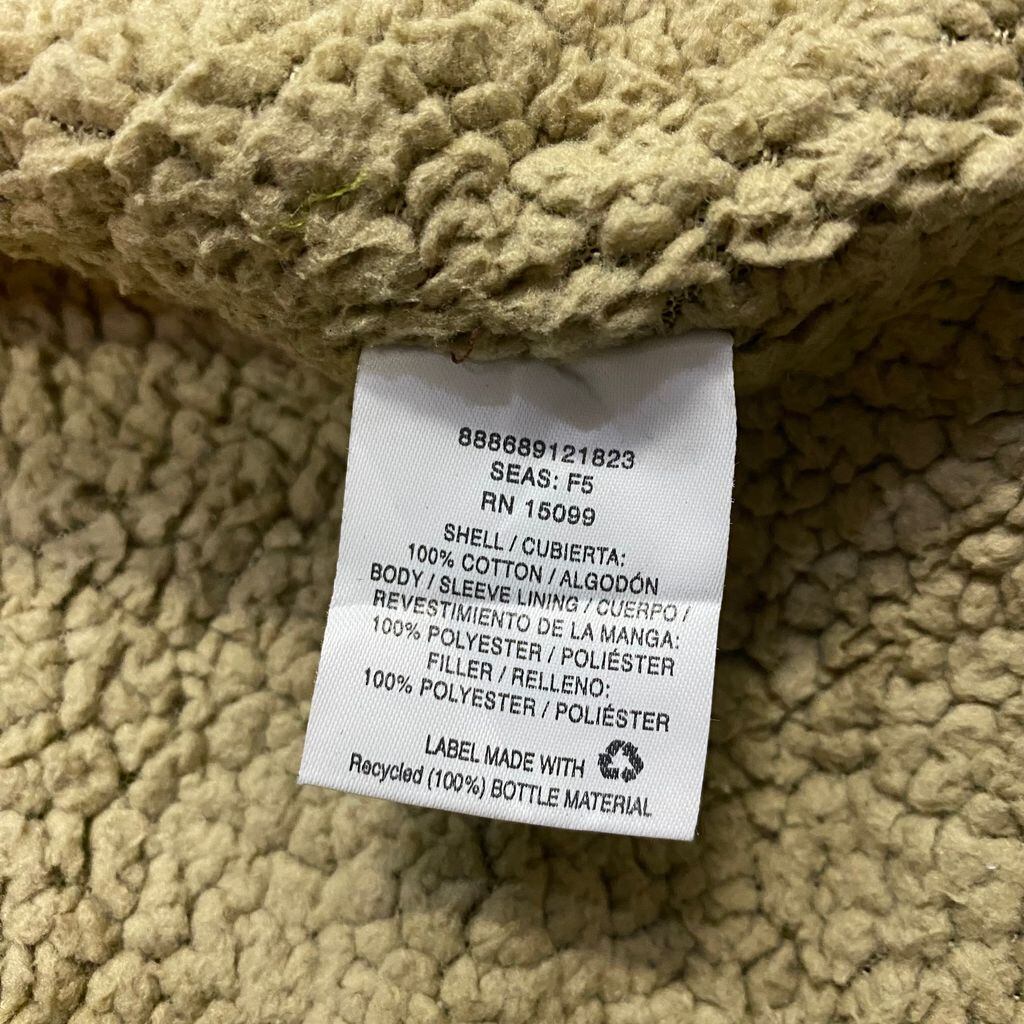 888689121823
SEAS: F5
RN 15099
SHELL / CUBIERTA:
100% COTTON / ALGODÓN
BODY / SLEEVE LINING / CUERPO /
REVESTIMIENTO DE LA MANGA:
100% POLYESTER / POLIÉSTER
FILLER / RELLENO:
100% POLYESTER / POLIÉSTER
LABEL MADE WITH
Recycled (100%) BOTTLE MATERIAL